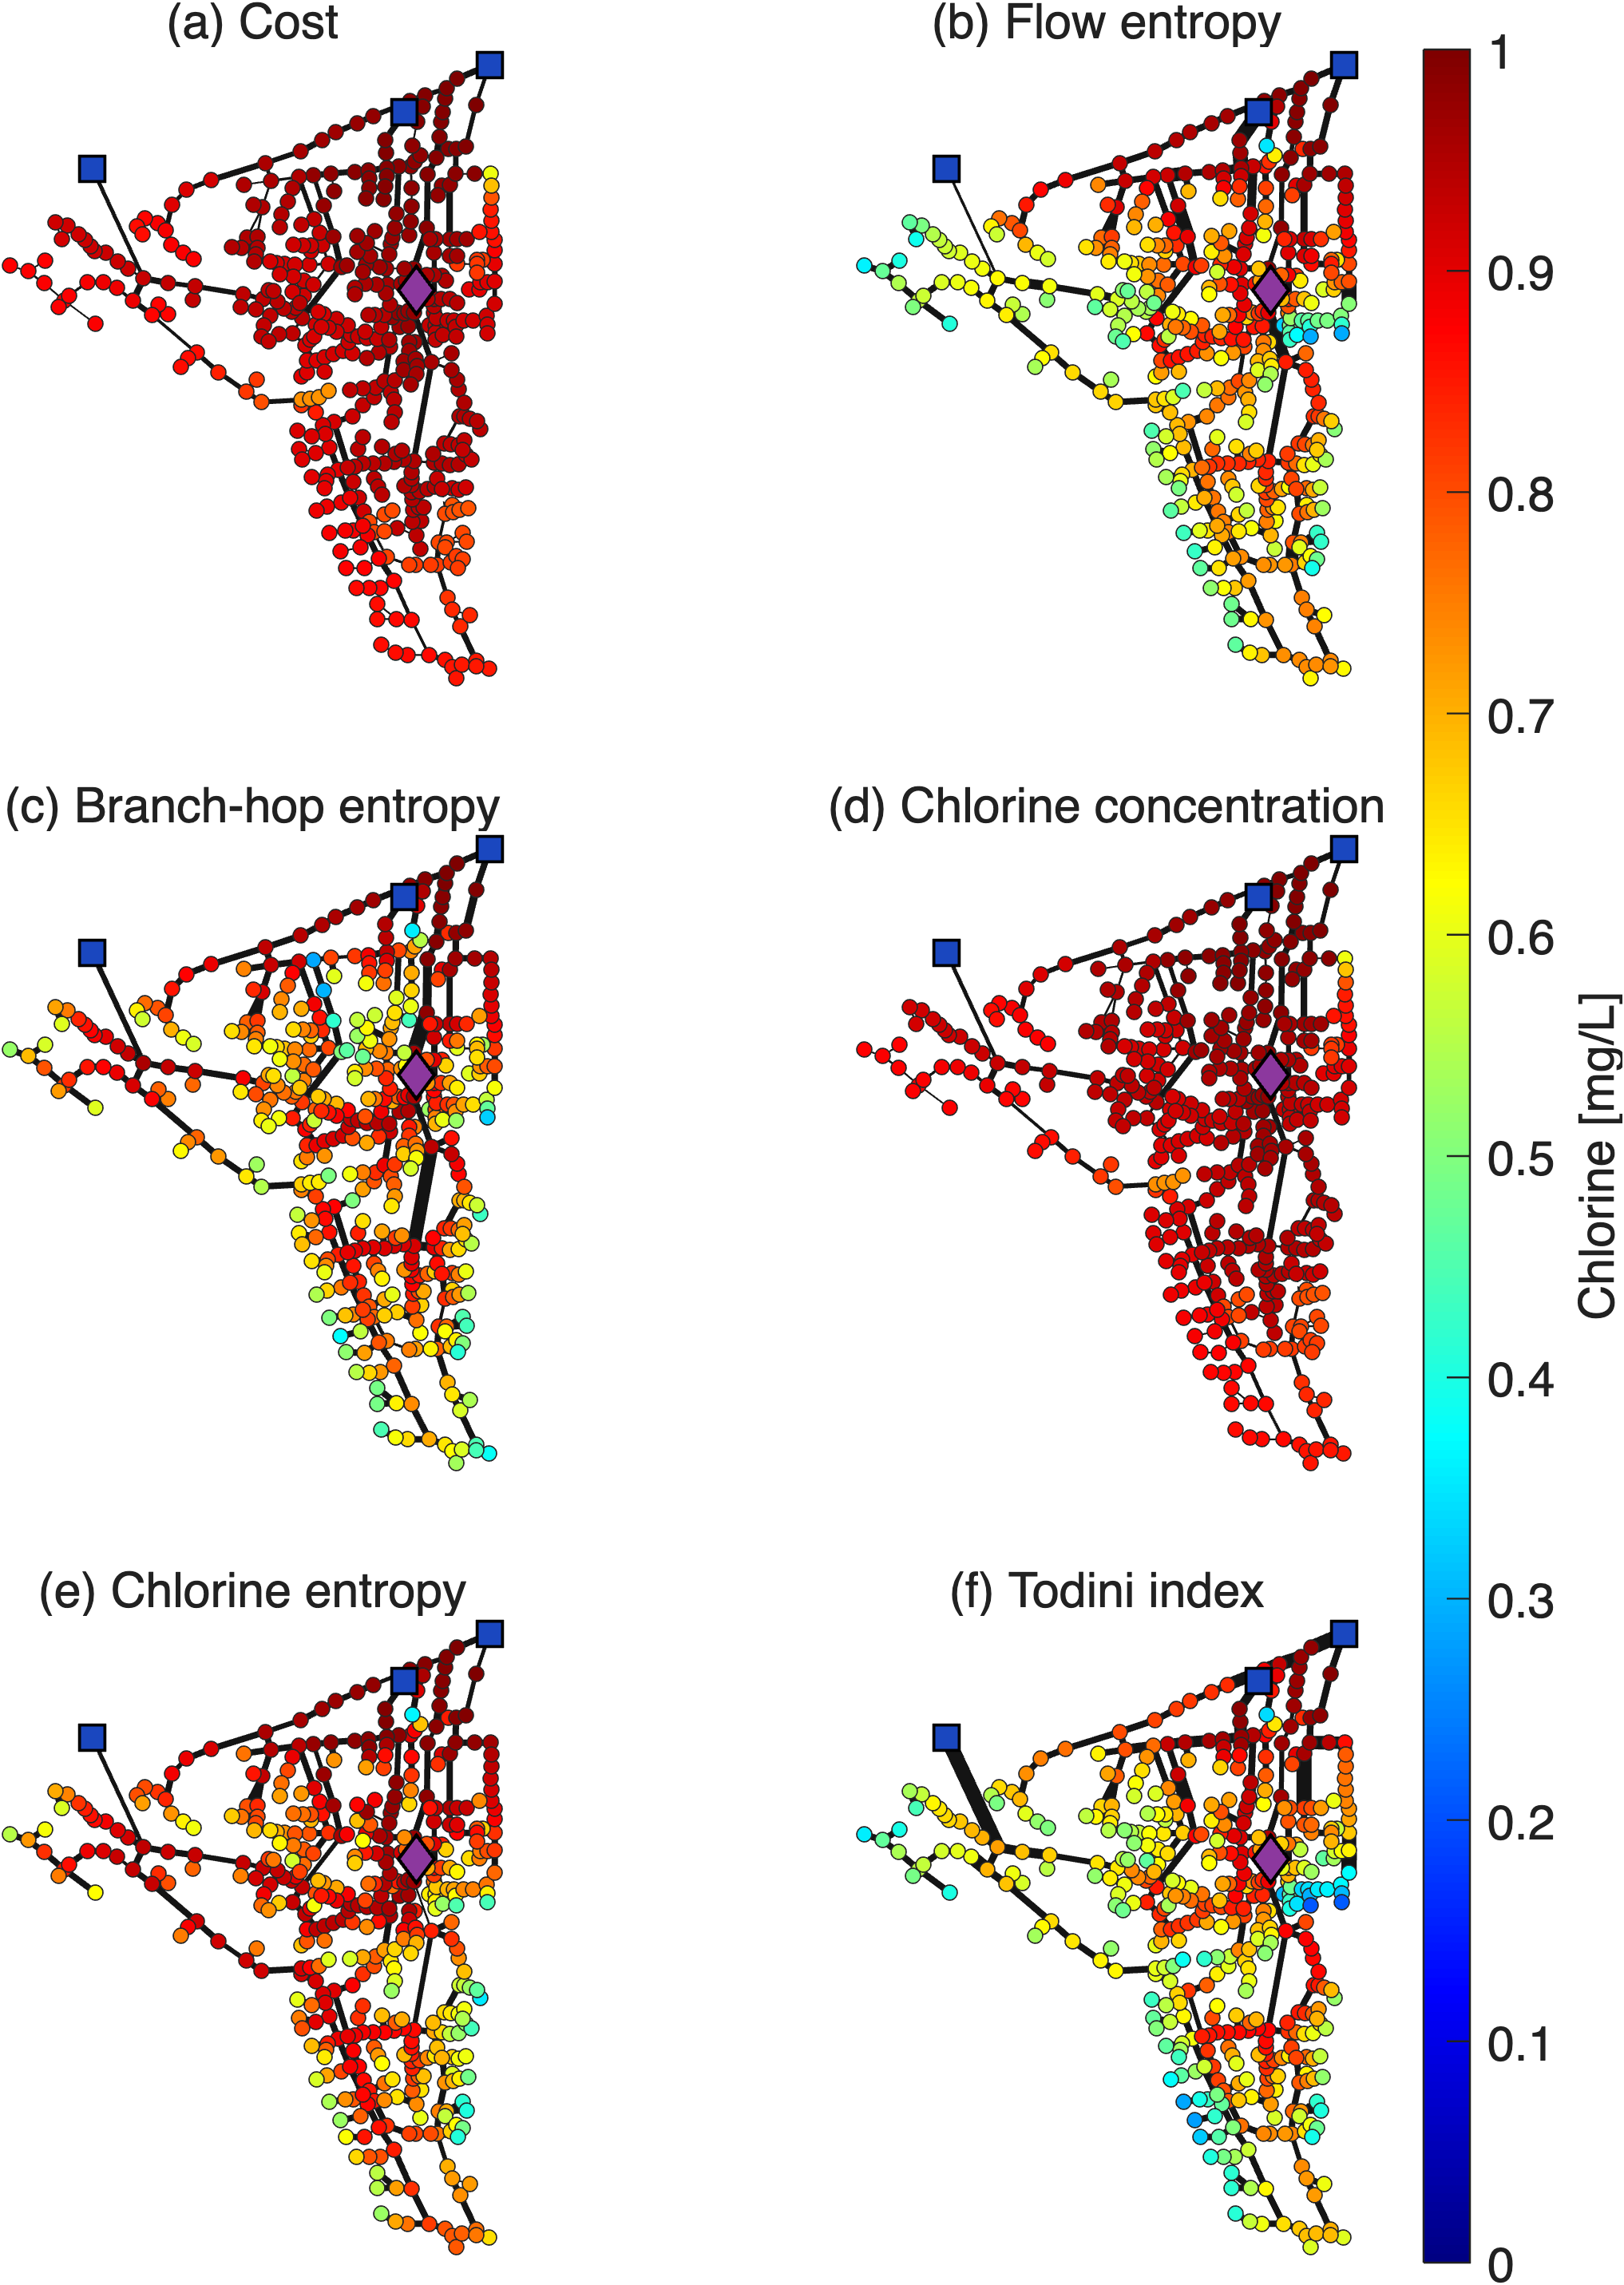 (a) Cost
(b) Flow entropy
1
0.9
0.8
0.7
(c) Branch-hop entropy
(d) Chlorine concentration
0.6
0.5
0.4
Chlorine [mg/L]
(e) Chlorine entropy
(f) Todini index
0.3
0.2
0.1
0